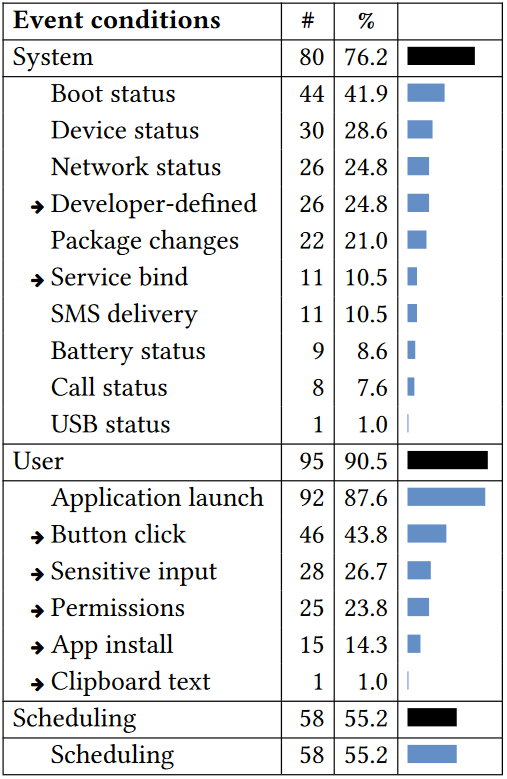 Event conditions # %
System 80 76.2
Boot status 44 41.9
Device status 30 28.6
Network status 26 24.8
➔ Developer-defined 26 24.8
Package changes 22 21.0
➔ Service bind 11 10.5
SMS delivery 11 10.5
Battery status 9 8.6
Call status 8 7.6
USB status 1 1.0
User 95 90.5
Application launch 92 87.6
➔ Button click 46 43.8
➔ Sensitive input 28 26.7
➔ Permissions 25 23.8
➔ App install 15 14.3
➔ Clipboard text 1 1.0
Scheduling 58 55.2
Scheduling 58 55.2